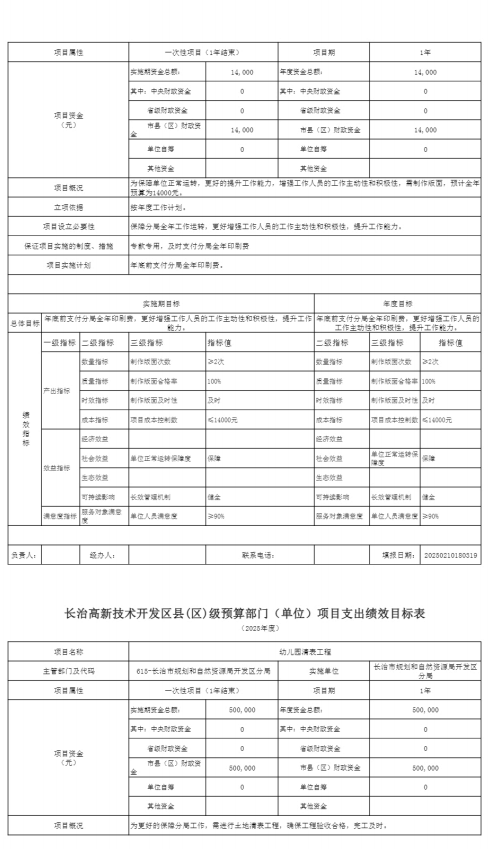 项目属性 一次性项目（1年结束） 项目期 1年
项目资金（元） 实施期资金总额： 14,000 年度资金总额： 14,000
其中：中央财政资金 0 其中：中央财政资金 0
省级财政资金 0 省级财政资金 0
市县（区）财政资金 14,000 市县（区）财政资金 14,000
单位自筹 0 单位自筹 0
其他资金 其他资金
项目概况 为保障单位正常运转，更好的提升工作能力，增强工作人员的工作主动性和积极性，需制作版面，预计全年预算为14000元。
立项依据 按年度工作计划。
项目设立必要性 保障分局全年工作运转，更好增强工作人员的工作主动性和积极性，提升工作能力。
保证项目实施的制度、措施 专款专用，及时支付分局全年印刷费
项目实施计划 年底前支付分局全年印刷费。
实施期目标 年度目标
总体目标 年底前支付分局全年印刷费，更好增强工作人员的工作主动性和积极性，提升工作能力。 年底前支付分局全年印刷费，更好增强工作人员的工作主动性和积极性，提升工作能力。
绩效指标 一级指标 二级指标 三级指标 指标值 二级指标 三级指标 指标值
产出指标 数量指标 制作版面次数 ≥2次 数量指标 制作版面次数 ≥2次
质量指标 制作版面合格率 100% 质量指标 制作版面合格率 100%
时效指标 制作版面及时性 及时 时效指标 制作版面及时性 及时
成本指标 项目成本控制数 ≤14000元 成本指标 项目成本控制数 ≤14000元
效益指标 经济效益 经济效益
社会效益 单位正常运转保障度 保障 社会效益 单位正常运转保障度 保障
生态效益 生态效益
可持续影响 长效管理机制 健全 可持续影响 长效管理机制 健全
满意度指标 服务对象满意度 单位人员满意度 ≥90% 服务对象满意度 单位人员满意度 ≥90%
负责人： 经办人： 联系电话： 填报日期： 20250210180319
长治高新技术开发区县(区)级预算部门（单位）项目支出绩效目标表
（2025年度）
项目名称 幼儿园清表工程
主管部门及代码 615-长治市规划和自然资源局开发区分局 实施单位 长治市规划和自然资源局开发区分局
项目属性 一次性项目（1年结束） 项目期 1年
项目资金（元） 实施期资金总额： 500,000 年度资金总额： 500,000
其中：中央财政资金 0 其中：中央财政资金 0
省级财政资金 0 省级财政资金 0
市县（区）财政资金 500,000 市县（区）财政资金 500,000
单位自筹 0 单位自筹 0
其他资金 其他资金
项目概况 为更好的保障分局工作，需进行土地清表工程，确保工程验收合格，完工及时。